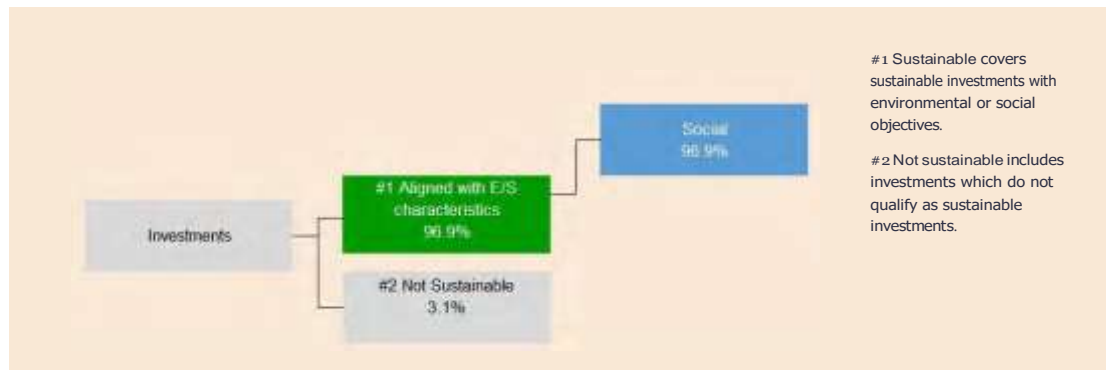 Investments
#1 Aligned with E/S
characteristics
96.9%
#2 Not Sustainable
3.1%
Social
96.9%
#1 Sustainable covers
sustainable investments with
environmental or social
objectives.
#2 Not sustainable includes
investments which do not
qualify as sustainable
investments.